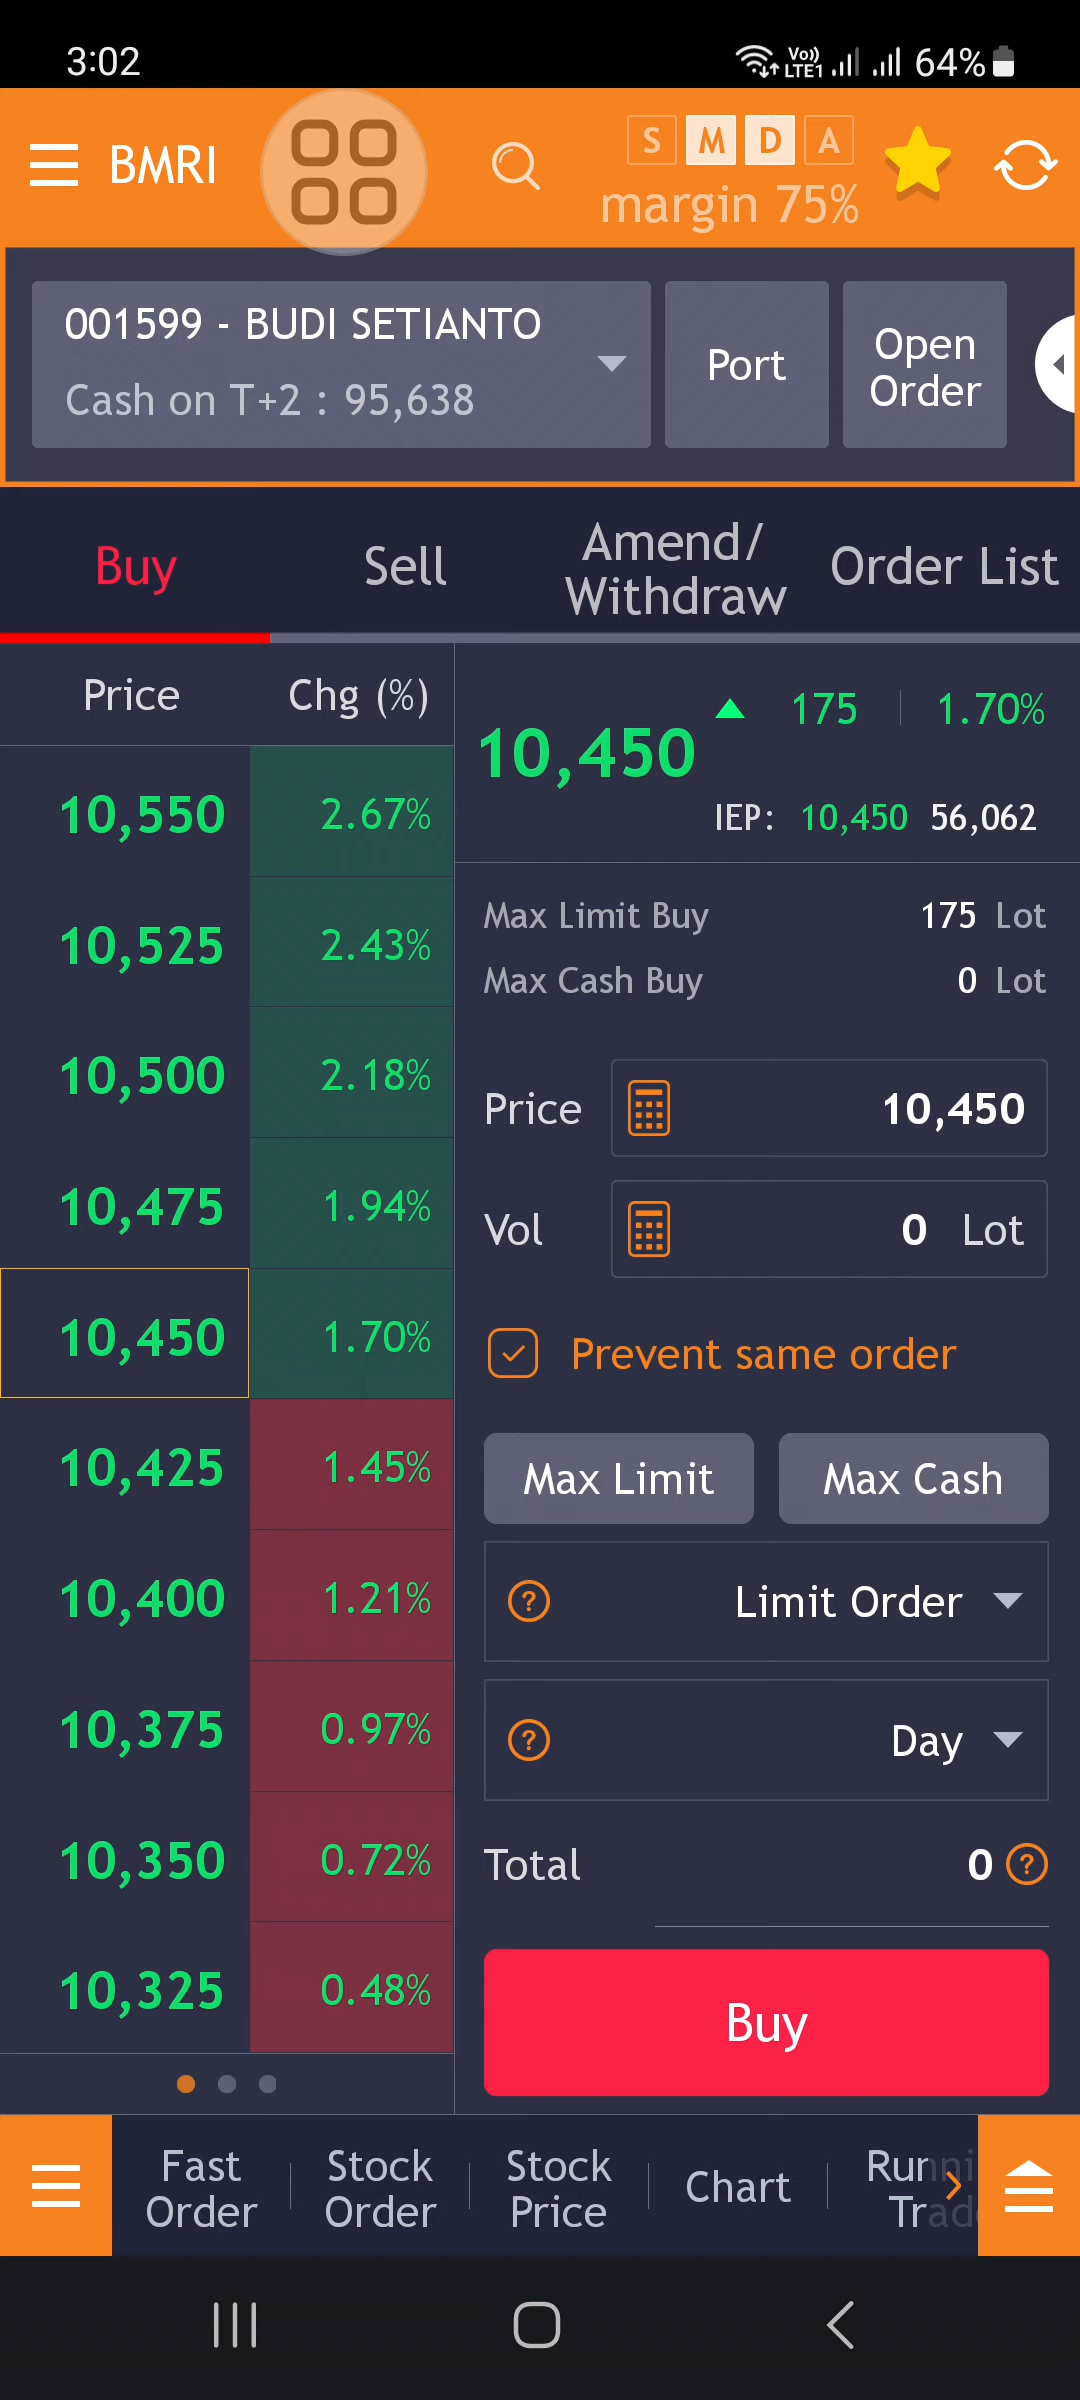 3:02
Vo)) LTE1
64%
BMRI
S M D A
margin 75%
001599 - BUDI SETIANTO
Cash on T+2 : 95,638
Port
Open
Order
Buy
Sell
Amend/
Withdraw
Order List
Price
Chg (%)
10,450
175
1.70%
IEP: 10,450 56,062
10,550 2.67%
10,525 2.43%
10,500 2.18%
10,475 1.94%
10,450 1.70%
10,425 1.45%
10,400 1.21%
10,375 0.97%
10,350 0.72%
10,325 0.48%
Max Limit Buy 175 Lot
Max Cash Buy 0 Lot
Price 10,450
Vol 0 Lot
Prevent same order
Max Limit
Max Cash
? Limit Order
? Day
Total 0 ?
Buy
Fast
Order
Stock
Order
Stock
Price
Chart